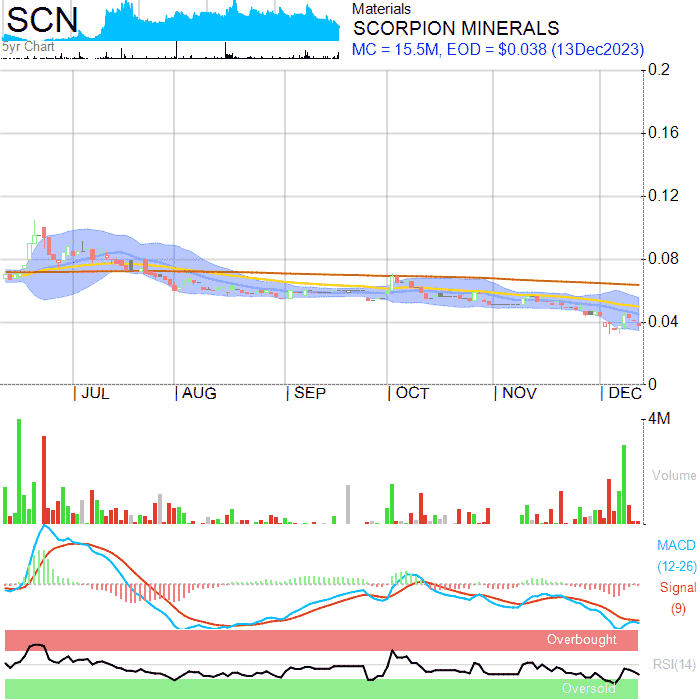 SCN
5yr Chart
Materials
SCORPION MINERALS
MC = 15.5M, EOD = $0.038 (13Dec2023)
0.2
0.16
0.12
0.08
0.04
0
JUL AUG SEP OCT NOV DEC
4M
Volume
MACD
(12-26)
Signal
(9)
Overbought
RSI(14)
Oversold